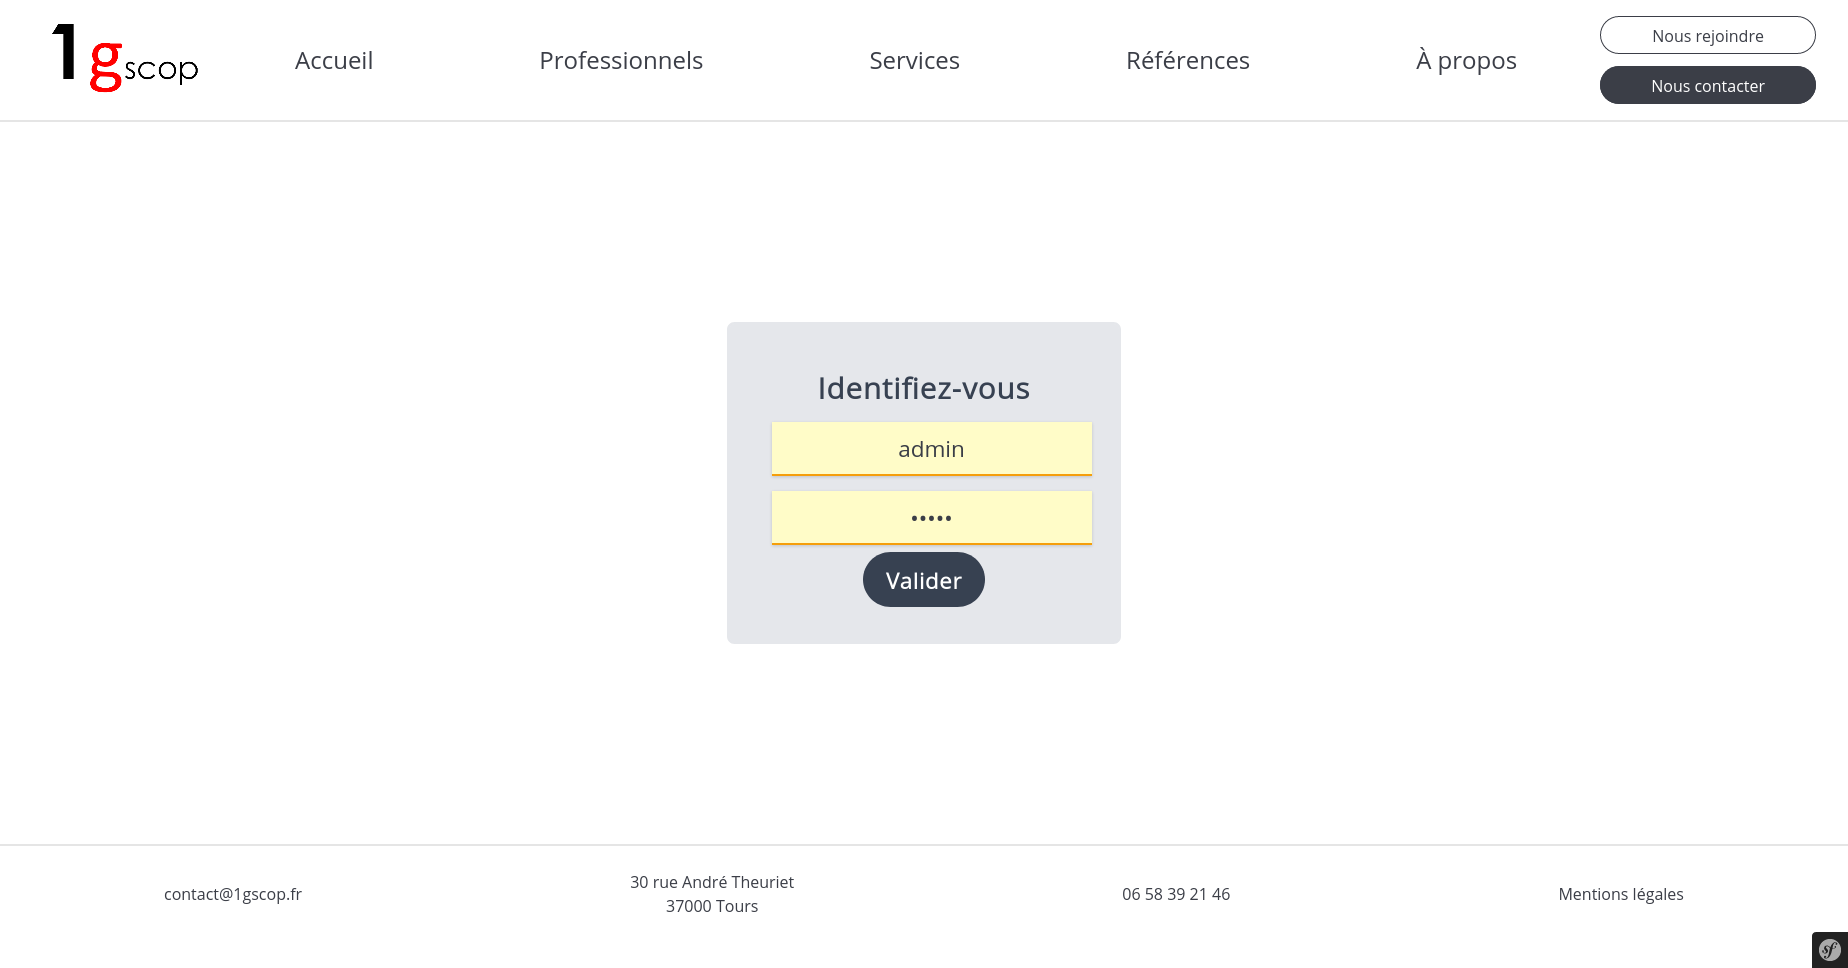 1gscop
Accueil
Professionnels
Services
Références
À propos
Nous rejoindre
Nous contacter
Identifiez-vous
admin
•••••
Valider
contact@1gscop.fr
30 rue André Theuriet
37000 Tours
06 58 39 21 46
Mentions légales
sf